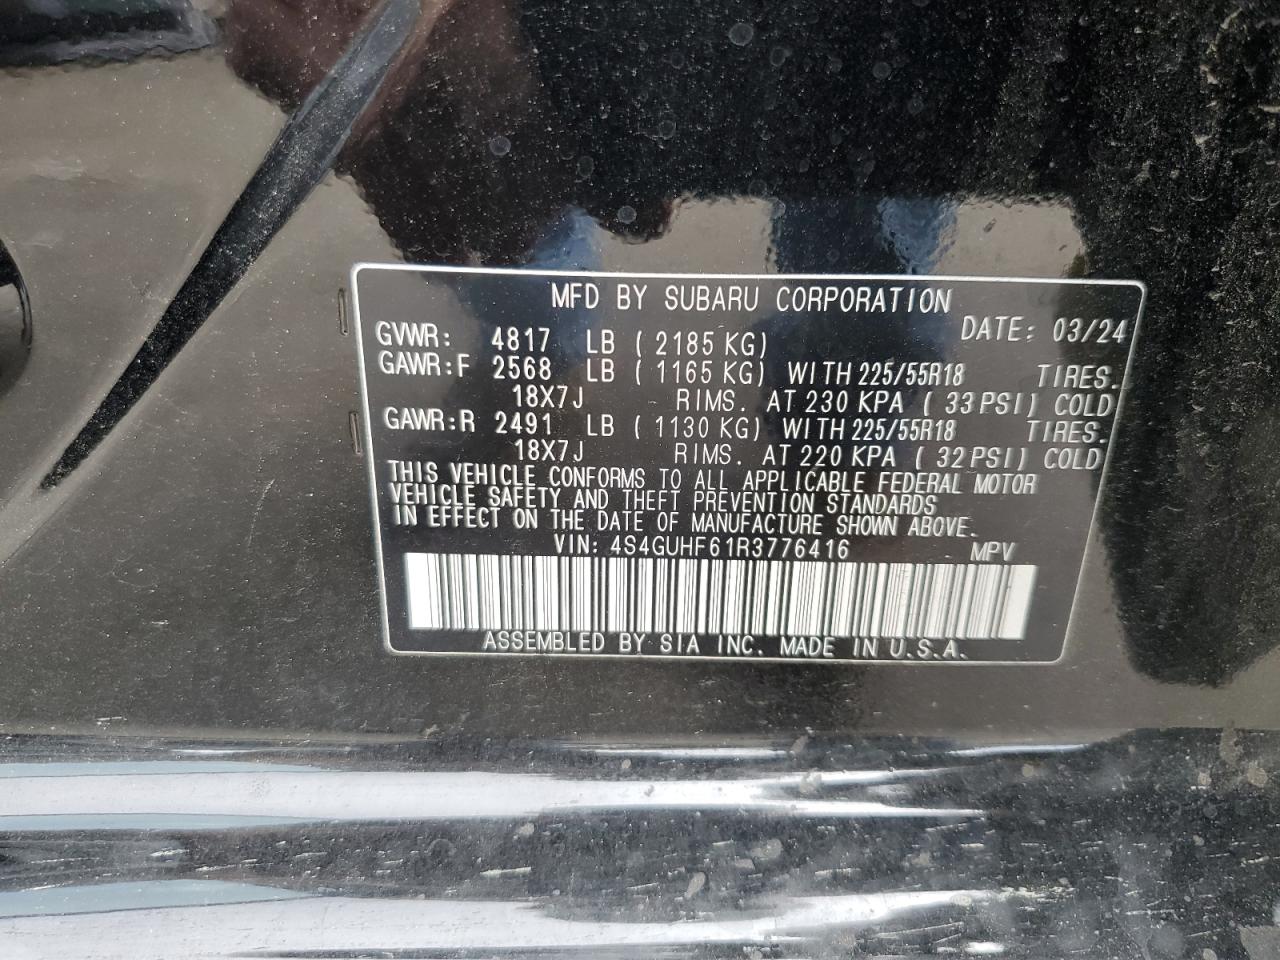 MFD BY SUBARU CORPORATION
GVWR: 4817 LB ( 2185 KG) DATE: 03/24
GAWR:F 2568 LB ( 1165 KG) WITH 225/55R18 TIRES.
18X7J RIMS. AT 230 KPA ( 33 PSI) COLD
GAWR:R 2491 LB ( 1130 KG) WITH 225/55R18 TIRES.
18X7J RIMS. AT 220 KPA ( 32 PSI) COLD
THIS VEHICLE CONFORMS TO ALL APPLICABLE FEDERAL MOTOR
VEHICLE SAFETY AND THEFT PREVENTION STANDARDS
IN EFFECT ON THE DATE OF MANUFACTURE SHOWN ABOVE.
VIN: 4S4GUHF61R3776416 MPV
ASSEMBLED BY SIA INC. MADE IN U.S.A.